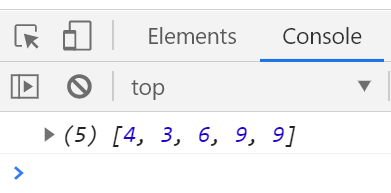 Elements Console
top
(5) [4, 3, 6, 9, 9]